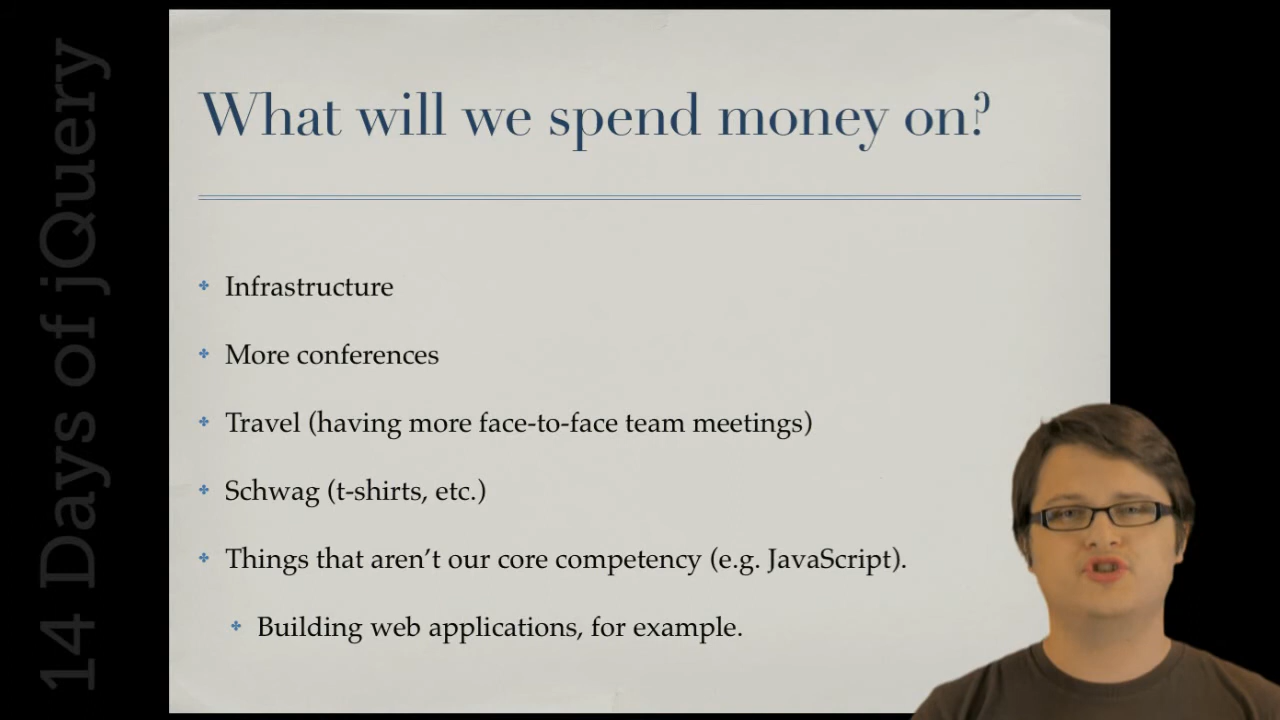 14 Days of jQuery
What will we spend money on?
Infrastructure
More conferences
Travel (having more face-to-face team meetings)
Schwag (t-shirts, etc.)
Things that aren’t our core competency (e.g. JavaScript).
Building web applications, for example.